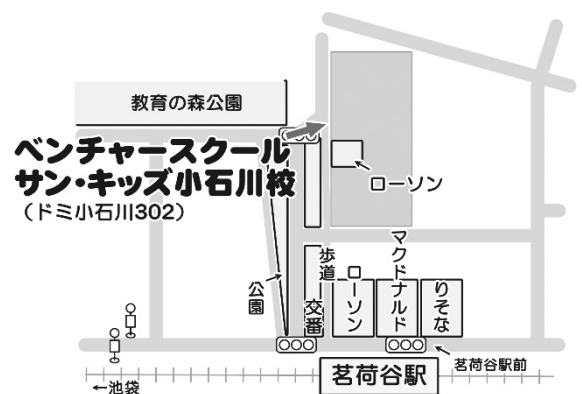 教育の森公園
ベンチャースクール
サン・キッズ小石川校
（ドミ小石川302）
ローソン
公園
歩道
交番
ローソン
マクドナルド
りそな
茗荷谷駅前
茗荷谷駅
←池袋